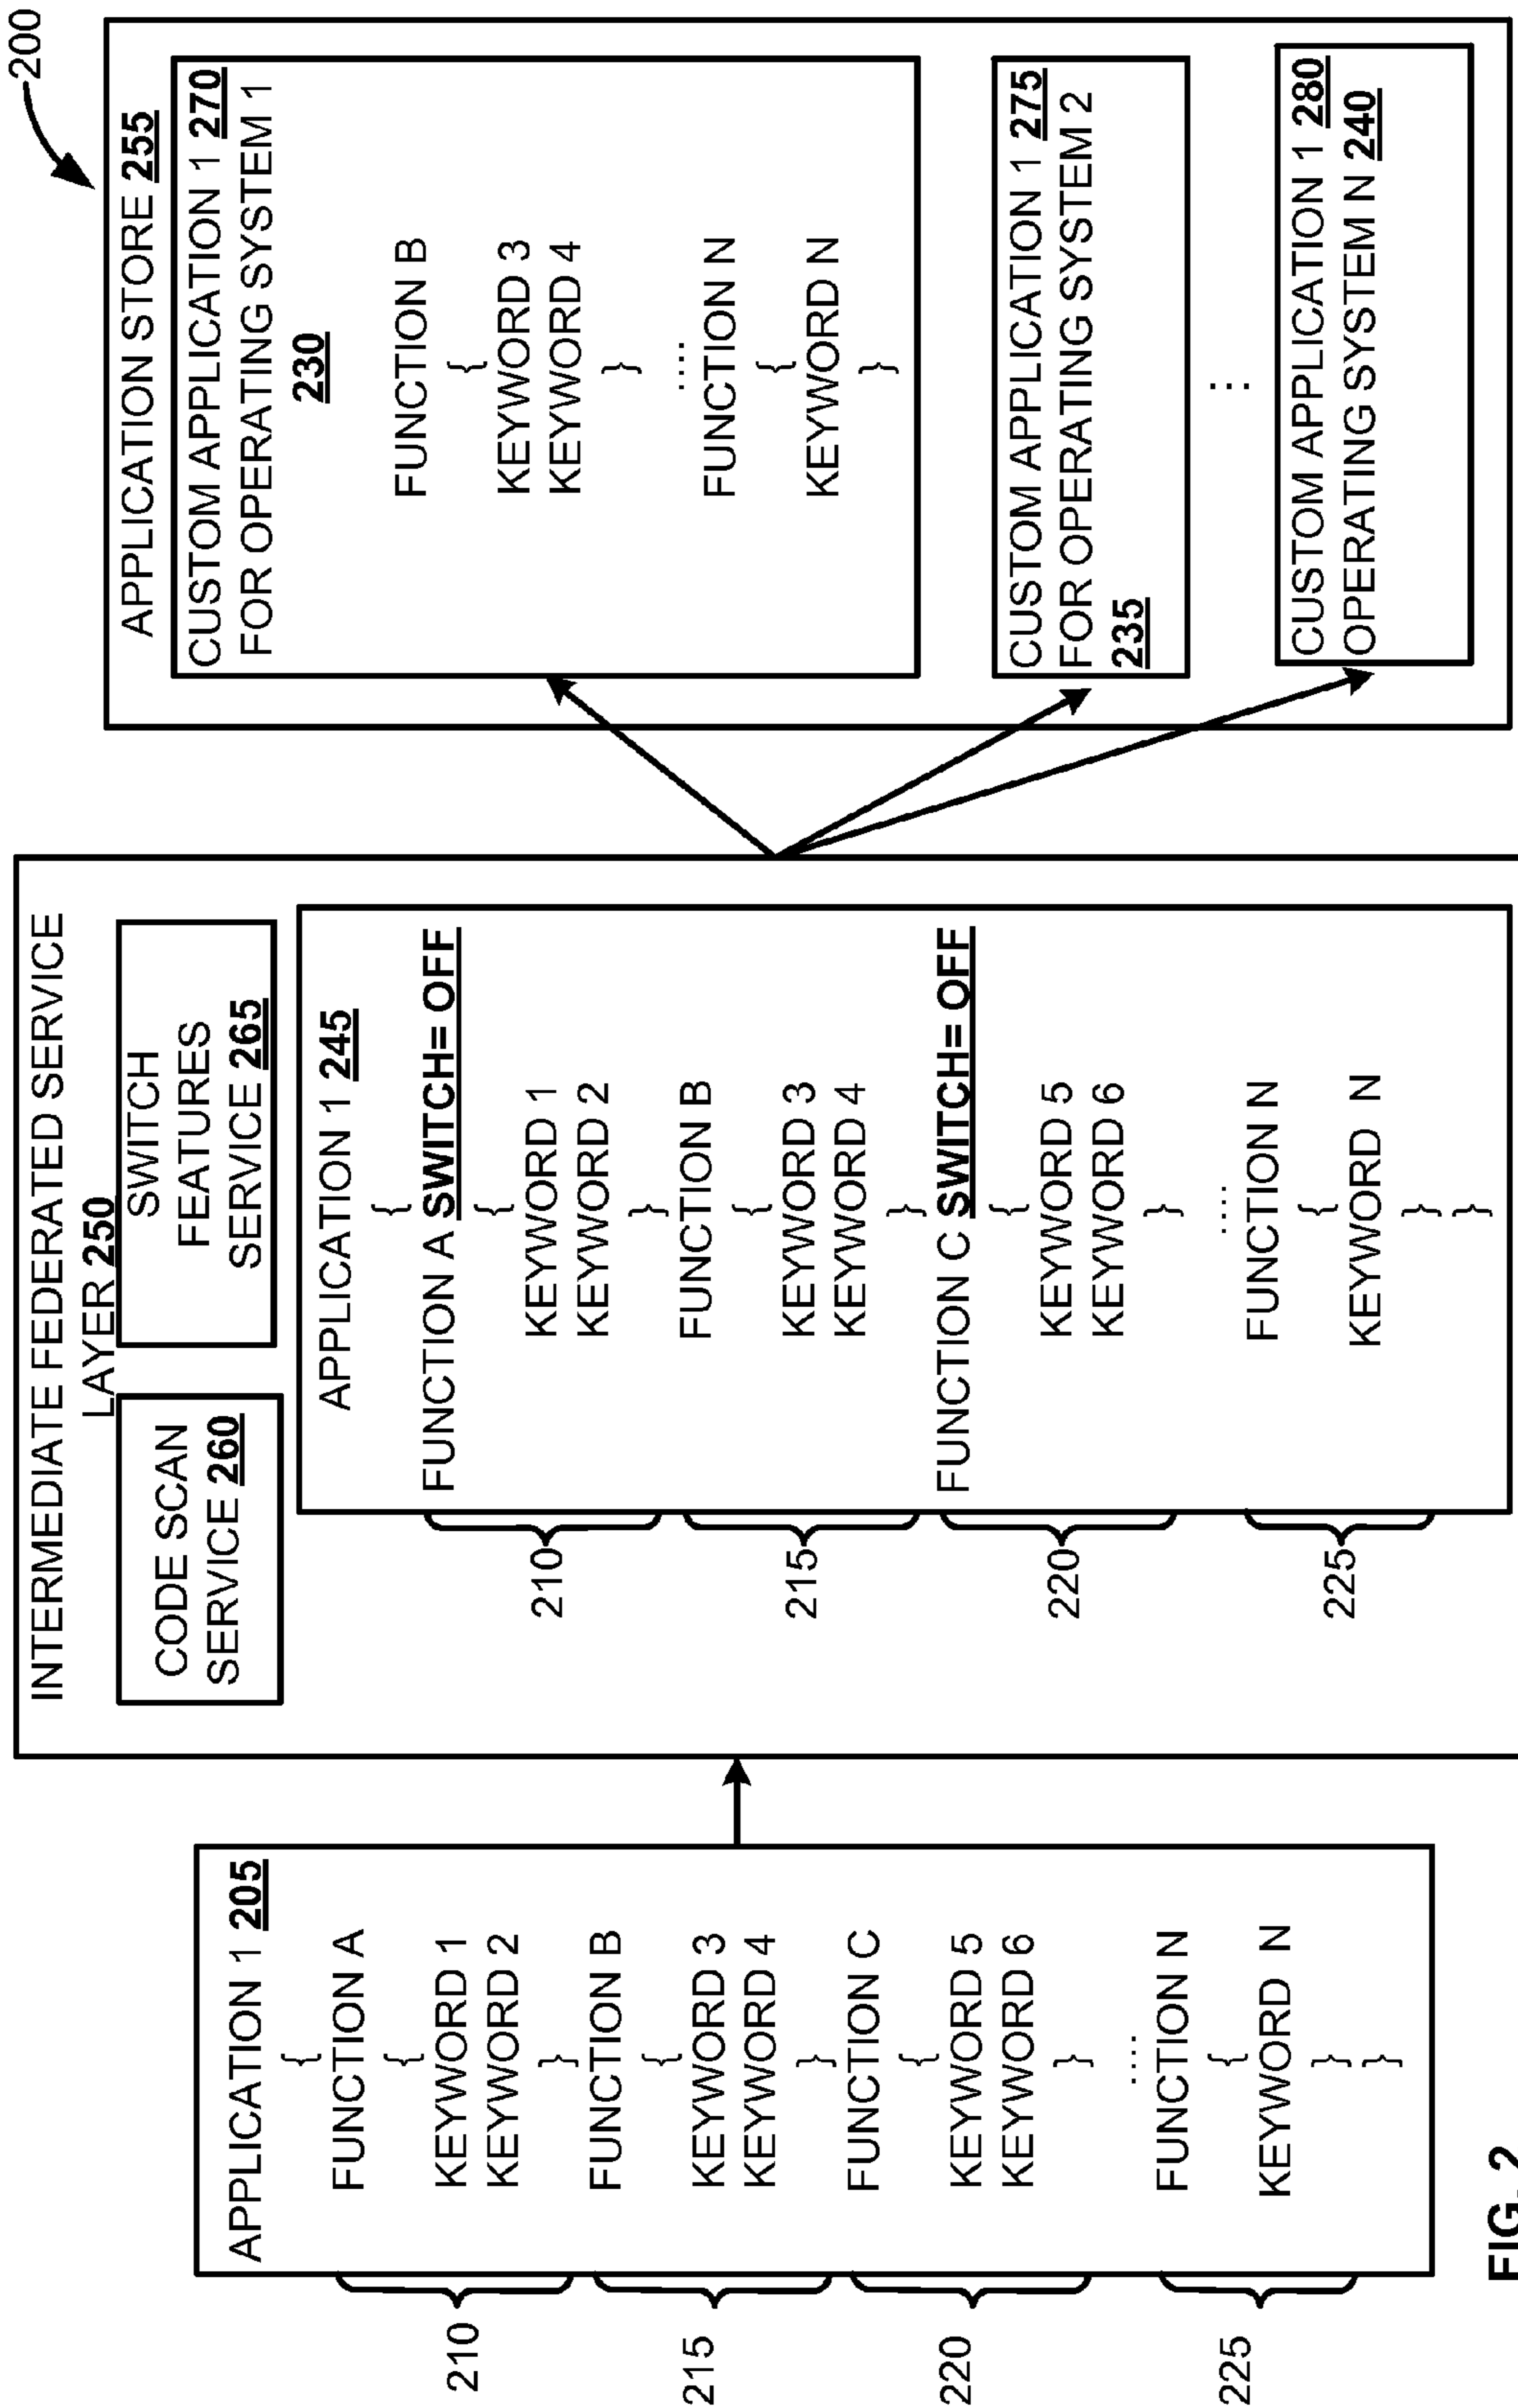 200
APPLICATION 1 205
{
FUNCTION A
{
KEYWORD 1
KEYWORD 2
}
FUNCTION B
{
KEYWORD 3
KEYWORD 4
}
FUNCTION C
{
KEYWORD 5
KEYWORD 6
}
....
FUNCTION N
{
KEYWORD N
}
}
210
215
220
225
INTERMEDIATE FEDERATED SERVICE
LAYER 250
CODE SCAN
SERVICE 260
SWITCH
FEATURES
SERVICE 265
APPLICATION 1 245
{
FUNCTION A SWITCH= OFF
{
KEYWORD 1
KEYWORD 2
}
FUNCTION B
{
KEYWORD 3
KEYWORD 4
}
FUNCTION C SWITCH= OFF
{
KEYWORD 5
KEYWORD 6
}
....
FUNCTION N
{
KEYWORD N
}
}
210
215
220
225
APPLICATION STORE 255
CUSTOM APPLICATION 1 270
FOR OPERATING SYSTEM 1
230
FUNCTION B
{
KEYWORD 3
KEYWORD 4
}
....
FUNCTION N
{
KEYWORD N
}
CUSTOM APPLICATION 1 275
FOR OPERATING SYSTEM 2
235
...
CUSTOM APPLICATION 1 280
OPERATING SYSTEM N 240
FIG. 2